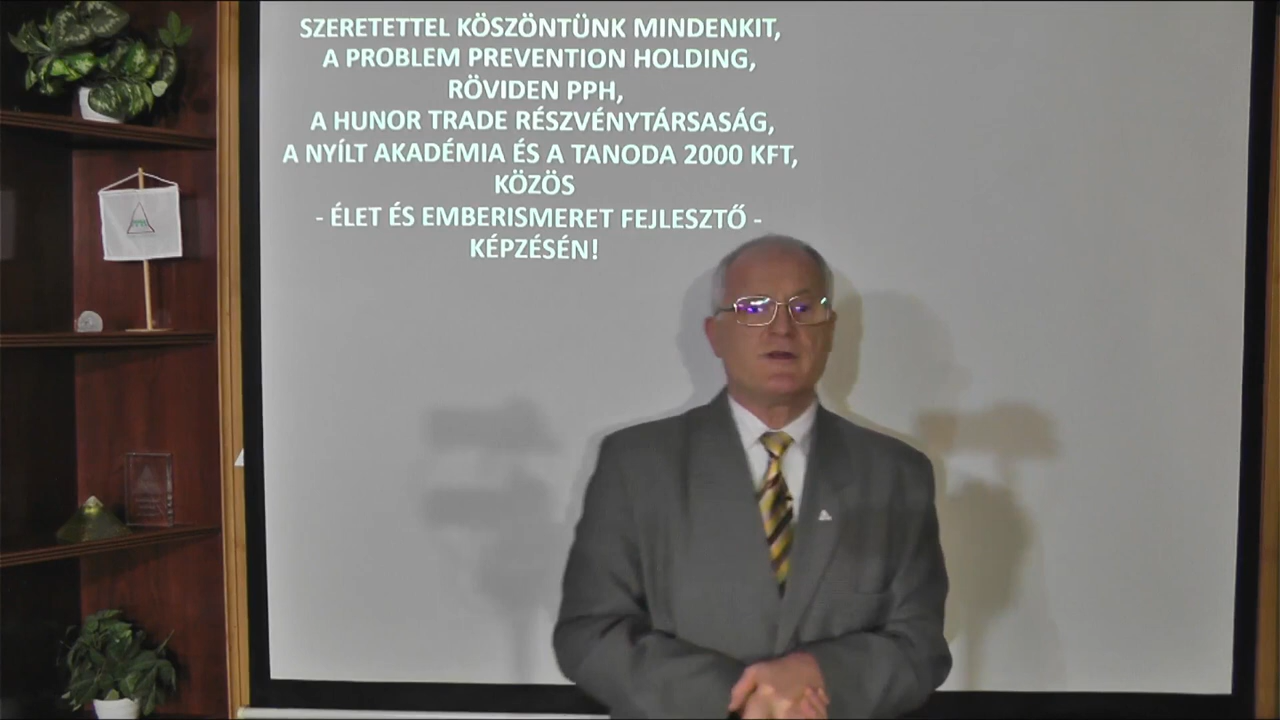 SZERETETTEL KÖSZÖNTÜNK MINDENKIT,
A PROBLEM PREVENTION HOLDING,
RÖVIDEN PPH,
A HUNOR TRADE RÉSZVÉNYTÁRSASÁG,
A NYÍLT AKADÉMIA ÉS A TANODA 2000 KFT,
KÖZÖS
- ÉLET ÉS EMBERISMERET FEJLESZTŐ -
KÉPZÉSÉN!